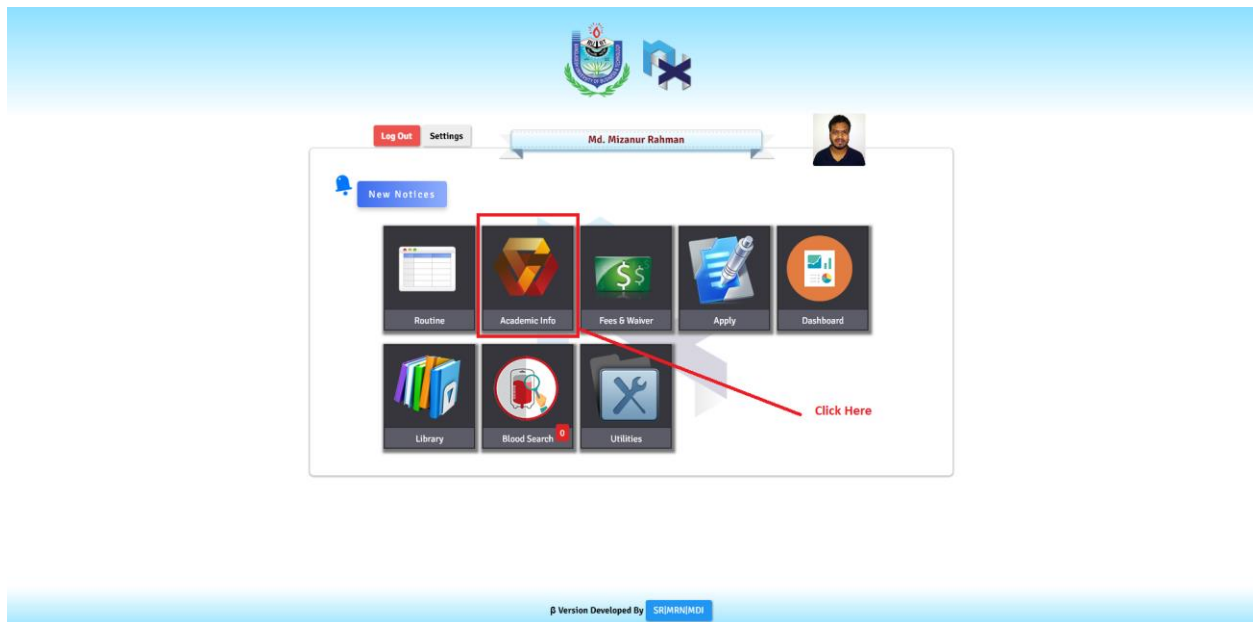 Log Out
Settings
Md. Mizanur Rahman
New Notices
Routine
Academic Info
Fees & Waiver
Apply
Dashboard
Click Here
Library
Blood Search
0
Utilities
β Version Developed By SR|MRN|MDI